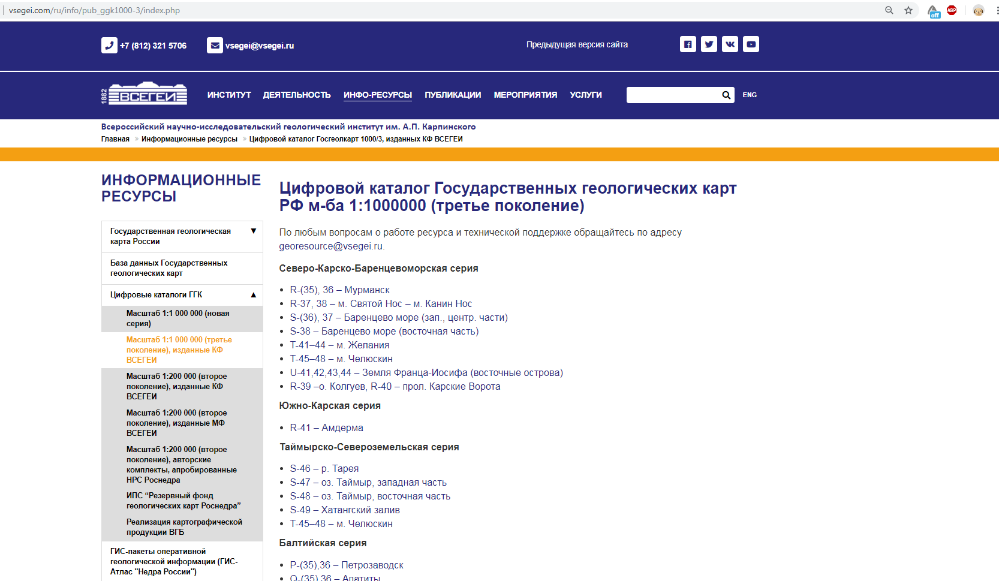 vsegei.com/ru/info/pub_ggk1000-3/index.php
off
ABP
+7 (812) 321 5706
vsegei@vsegei.ru
Предыдущая версия сайта
1882
ВСЕГЕИ
ИНСТИТУТ
ДЕЯТЕЛЬНОСТЬ
ИНФО-РЕСУРСЫ
ПУБЛИКАЦИИ
МЕРОПРИЯТИЯ
УСЛУГИ
ENG
Всероссийский научно-исследовательский геологический институт им. А.П. Карпинского
Главная » Информационные ресурсы » Цифровой каталог Госгеолкарт 1000/3, изданных КФ ВСЕГЕИ
ИНФОРМАЦИОННЫЕ
РЕСУРСЫ
Государственная геологическая
карта России
База данных Государственных
геологических карт
Цифровые каталоги ГГК
Масштаб 1:1 000 000 (новая
серия)
Масштаб 1:1 000 000 (третье
поколение), изданные КФ
ВСЕГЕИ
Масштаб 1:200 000 (второе
поколение), изданные КФ
ВСЕГЕИ
Масштаб 1:200 000 (второе
поколение), изданные МФ
ВСЕГЕИ
Масштаб 1:200 000 (второе
поколение), авторские
комплекты, апробированные
НРС Роснедра
ИПС “Резервный фонд
геологических карт Роснедра”
Реализация картографической
продукции ВГБ
ГИС-пакеты оперативной
геологической информации (ГИС-
Атлас "Недра России")
Цифровой каталог Государственных геологических карт
РФ м-ба 1:1000000 (третье поколение)
По любым вопросам о работе ресурса и технической поддержке обращайтесь по адресу
georesource@vsegei.ru.
Северо-Карско-Баренцевоморская серия
• R-(35), 36 – Мурманск
• R-37, 38 – м. Святой Нос – м. Канин Нос
• S-(36), 37 – Баренцево море (зап., центр. части)
• S-38 – Баренцево море (восточная часть)
• T-41–44 – м. Желания
• T-45–48 – м. Челюскин
• U-41,42,43,44 – Земля Франца-Иосифа (восточные острова)
• R-39 –о. Колгуев, R-40 – прол. Карские Ворота
Южно-Карская серия
• R-41 – Амдерма
Таймырско-Североземельская серия
• S-46 – р. Тарея
• S-47 – оз. Таймыр, западная часть
• S-48 – оз. Таймыр, восточная часть
• S-49 – Хатангский залив
• T-45–48 – м. Челюскин
Балтийская серия
• P-(35),36 – Петрозаводск
• Q-(35),36 – Апатиты